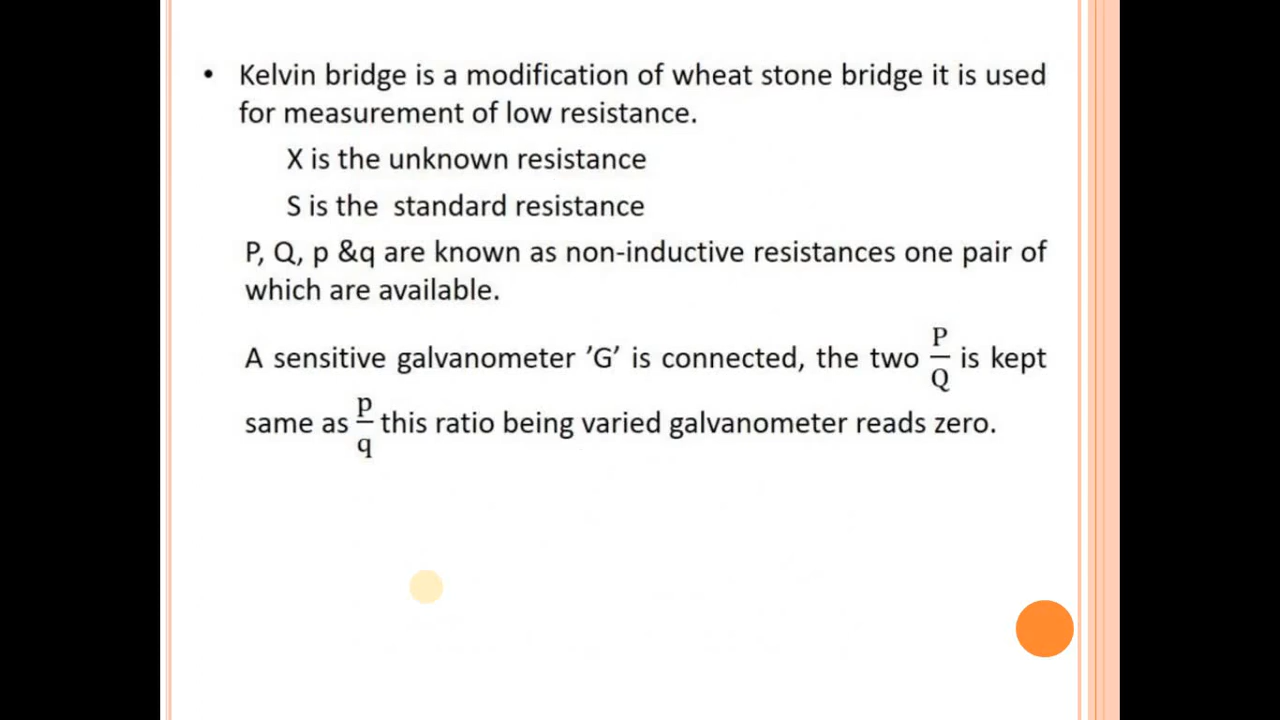 • Kelvin bridge is a modification of wheat stone bridge it is used
for measurement of low resistance.
X is the unknown resistance
S is the standard resistance
P, Q, p &q are known as non-inductive resistances one pair of
which are available.
A sensitive galvanometer ′G′ is connected, the two P/Q is kept
same as p/q this ratio being varied galvanometer reads zero.